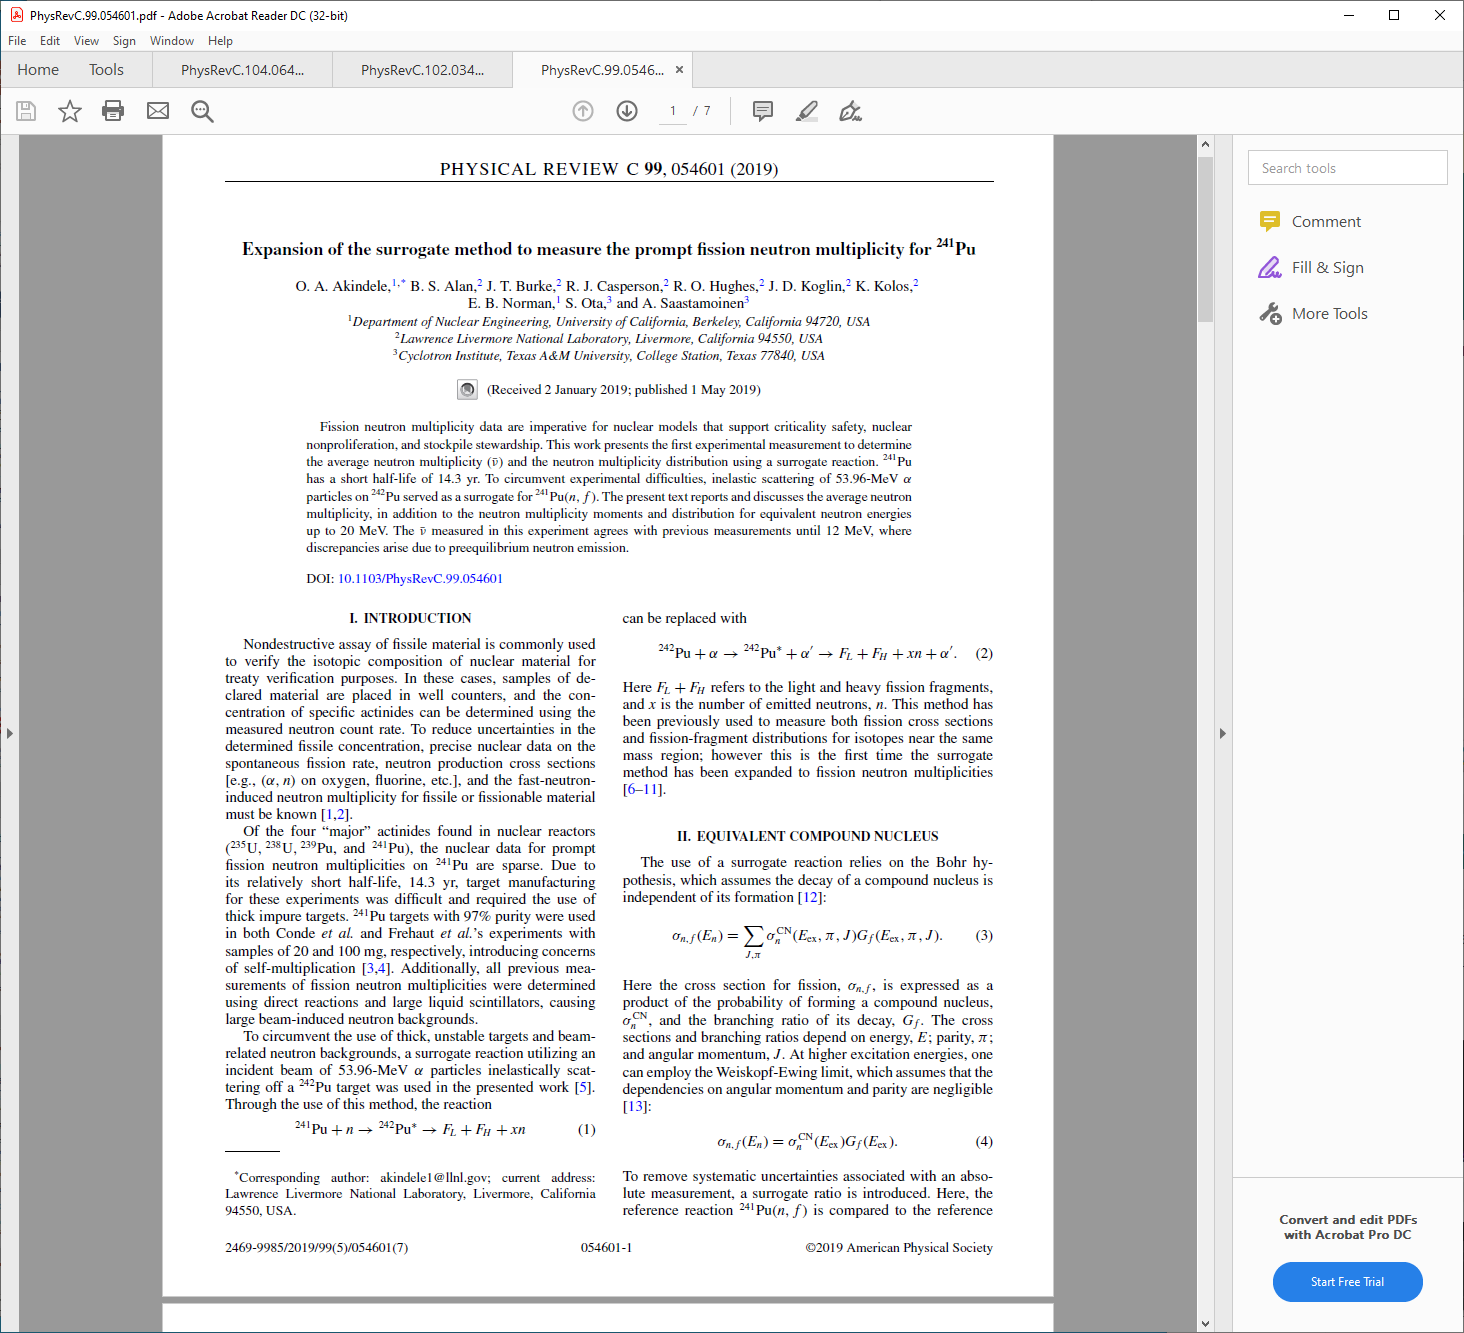 PhysRevC.99.054601.pdf - Adobe Acrobat Reader DC (32-bit)
File Edit View Sign Window Help
Home Tools PhysRevC.104.064... PhysRevC.102.034... PhysRevC.99.0546... ×
1 / 7
PHYSICAL REVIEW C 99, 054601 (2019)
Expansion of the surrogate method to measure the prompt fission neutron multiplicity for ²⁴¹Pu
O. A. Akindele,¹,* B. S. Alan,² J. T. Burke,² R. J. Casperson,² R. O. Hughes,² J. D. Koglin,² K. Kolos,²
E. B. Norman,¹ S. Ota,³ and A. Saastamoinen³
¹Department of Nuclear Engineering, University of California, Berkeley, California 94720, USA
²Lawrence Livermore National Laboratory, Livermore, California 94550, USA
³Cyclotron Institute, Texas A&M University, College Station, Texas 77840, USA
(Received 2 January 2019; published 1 May 2019)
Fission neutron multiplicity data are imperative for nuclear models that support criticality safety, nuclear
nonproliferation, and stockpile stewardship. This work presents the first experimental measurement to determine
the average neutron multiplicity (ν̄) and the neutron multiplicity distribution using a surrogate reaction. ²⁴¹Pu
has a short half-life of 14.3 yr. To circumvent experimental difficulties, inelastic scattering of 53.96-MeV α
particles on ²⁴²Pu served as a surrogate for ²⁴¹Pu(n, f). The present text reports and discusses the average neutron
multiplicity, in addition to the neutron multiplicity moments and distribution for equivalent neutron energies
up to 20 MeV. The ν̄ measured in this experiment agrees with previous measurements until 12 MeV, where
discrepancies arise due to preequilibrium neutron emission.
DOI: 10.1103/PhysRevC.99.054601
I. INTRODUCTION
Nondestructive assay of fissile material is commonly used
to verify the isotopic composition of nuclear material for
treaty verification purposes. In these cases, samples of de-
clared material are placed in well counters, and the con-
centration of specific actinides can be determined using the
measured neutron count rate. To reduce uncertainties in the
determined fissile concentration, precise nuclear data on the
spontaneous fission rate, neutron production cross sections
[e.g., (α, n) on oxygen, fluorine, etc.], and the fast-neutron-
induced neutron multiplicity for fissile or fissionable material
must be known [1,2].
Of the four “major” actinides found in nuclear reactors
(²³⁵U, ²³⁸U, ²³⁹Pu, and ²⁴¹Pu), the nuclear data for prompt
fission neutron multiplicities on ²⁴¹Pu are sparse. Due to
its relatively short half-life, 14.3 yr, target manufacturing
for these experiments was difficult and required the use of
thick impure targets. ²⁴¹Pu targets with 97% purity were used
in both Conde et al. and Frehaut et al.’s experiments with
samples of 20 and 100 mg, respectively, introducing concerns
of self-multiplication [3,4]. Additionally, all previous mea-
surements of fission neutron multiplicities were determined
using direct reactions and large liquid scintillators, causing
large beam-induced neutron backgrounds.
To circumvent the use of thick, unstable targets and beam-
related neutron backgrounds, a surrogate reaction utilizing an
incident beam of 53.96-MeV α particles inelastically scat-
tering off a ²⁴²Pu target was used in the presented work [5].
Through the use of this method, the reaction
²⁴¹Pu + n → ²⁴²Pu* → F_L + F_H + xn (1)
*Corresponding author: akindele1@llnl.gov; current address:
Lawrence Livermore National Laboratory, Livermore, California
94550, USA.
can be replaced with
²⁴²Pu + α → ²⁴²Pu* + α′ → F_L + F_H + xn + α′. (2)
Here F_L + F_H refers to the light and heavy fission fragments,
and x is the number of emitted neutrons, n. This method has
been previously used to measure both fission cross sections
and fission-fragment distributions for isotopes near the same
mass region; however this is the first time the surrogate
method has been expanded to fission neutron multiplicities
[6–11].
II. EQUIVALENT COMPOUND NUCLEUS
The use of a surrogate reaction relies on the Bohr hy-
pothesis, which assumes the decay of a compound nucleus is
independent of its formation [12]:
σ_n,f(E_n) = ∑_J,π σ_n^CN(E_ex, π, J)G_f(E_ex, π, J). (3)
Here the cross section for fission, σ_n,f, is expressed as a
product of the probability of forming a compound nucleus,
σ_n^CN, and the branching ratio of its decay, G_f. The cross
sections and branching ratios depend on energy, E; parity, π;
and angular momentum, J. At higher excitation energies, one
can employ the Weiskopf-Ewing limit, which assumes that the
dependencies on angular momentum and parity are negligible
[13]:
σ_n,f(E_n) = σ_n^CN(E_ex)G_f(E_ex). (4)
To remove systematic uncertainties associated with an abso-
lute measurement, a surrogate ratio is introduced. Here, the
reference reaction ²⁴¹Pu(n, f) is compared to the reference
2469-9985/2019/99(5)/054601(7) 054601-1 ©2019 American Physical Society
Search tools
Comment
Fill & Sign
More Tools
Convert and edit PDFs
with Acrobat Pro DC
Start Free Trial